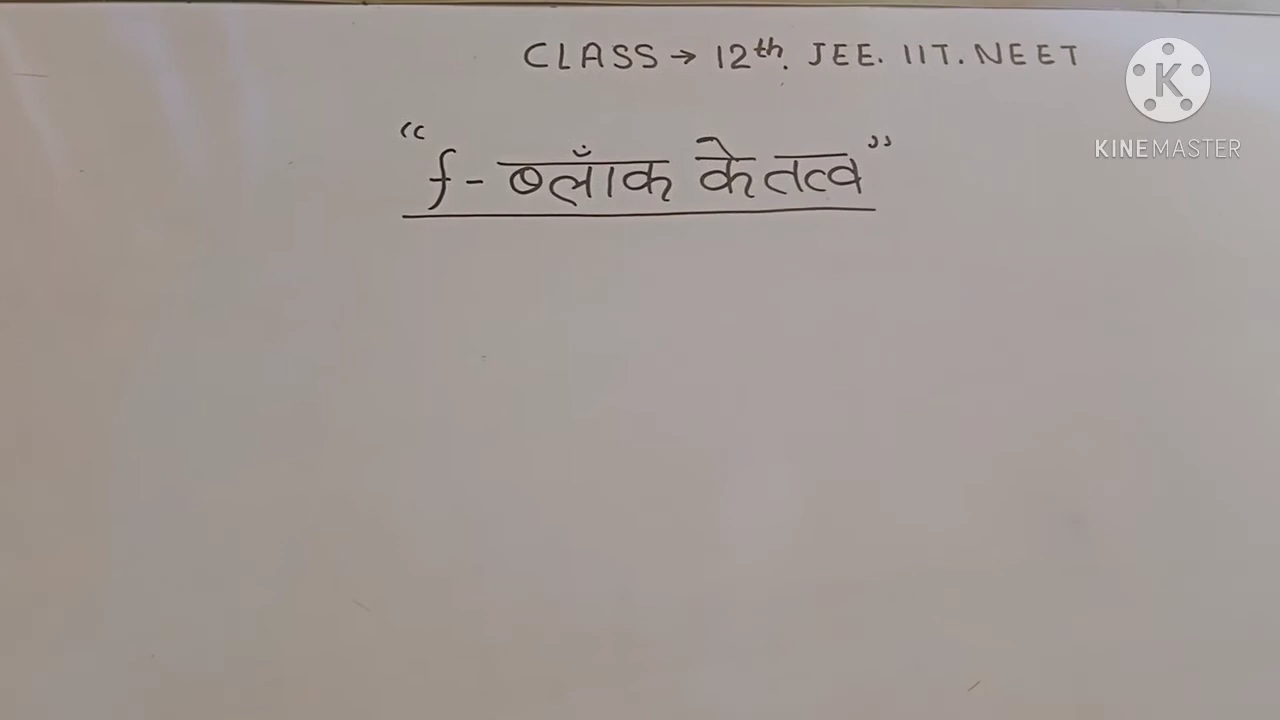 CLASS → 12th. JEE. IIT. NEET
K
KINEMASTER
"f - ब्लॉक के तत्व"